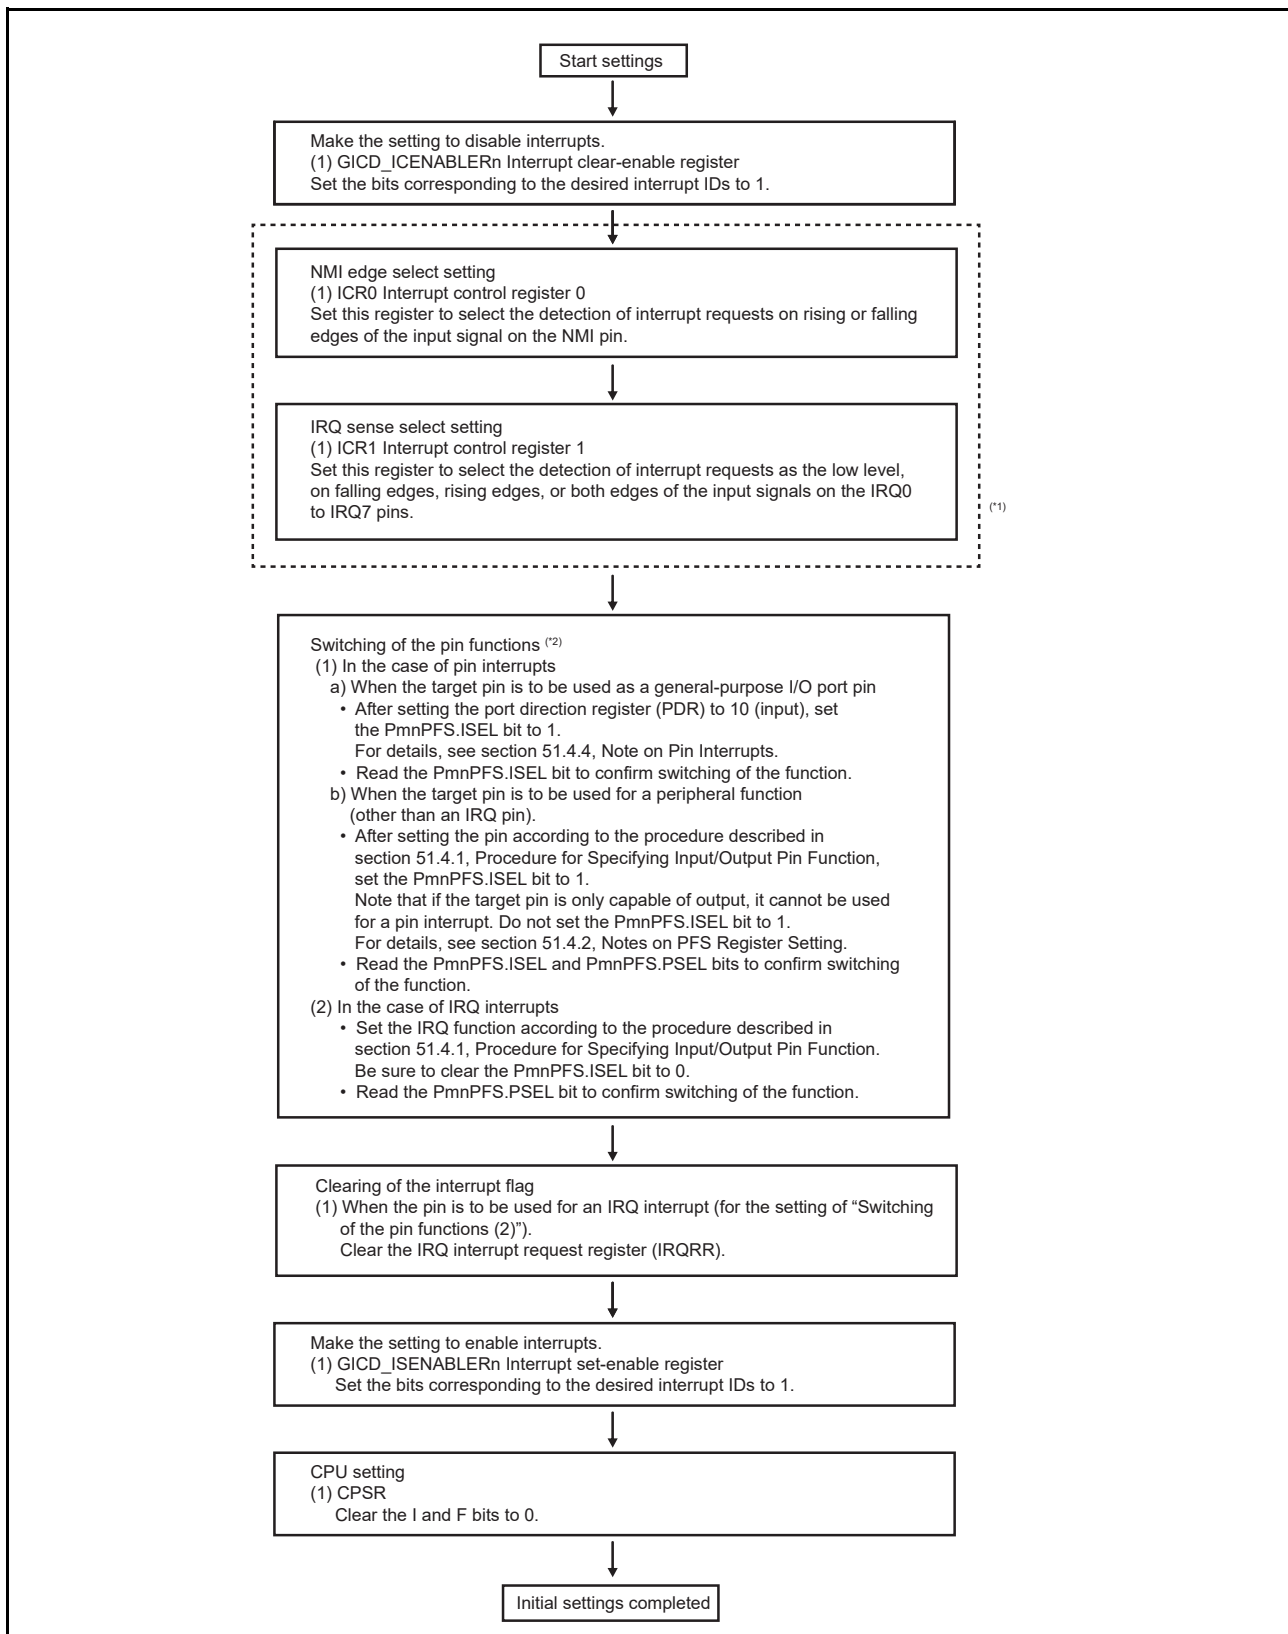 Start settings
Make the setting to disable interrupts.
(1) GICD_ICENABLERn Interrupt clear-enable register
Set the bits corresponding to the desired interrupt IDs to 1.
NMI edge select setting
(1) ICR0 Interrupt control register 0
Set this register to select the detection of interrupt requests on rising or falling
edges of the input signal on the NMI pin.
IRQ sense select setting
(1) ICR1 Interrupt control register 1
Set this register to select the detection of interrupt requests as the low level,
on falling edges, rising edges, or both edges of the input signals on the IRQ0
to IRQ7 pins.
(*1)
Switching of the pin functions (*2)
(1) In the case of pin interrupts
a) When the target pin is to be used as a general-purpose I/O port pin
• After setting the port direction register (PDR) to 10 (input), set
the PmnPFS.ISEL bit to 1.
For details, see section 51.4.4, Note on Pin Interrupts.
• Read the PmnPFS.ISEL bit to confirm switching of the function.
b) When the target pin is to be used for a peripheral function
(other than an IRQ pin).
• After setting the pin according to the procedure described in
section 51.4.1, Procedure for Specifying Input/Output Pin Function,
set the PmnPFS.ISEL bit to 1.
Note that if the target pin is only capable of output, it cannot be used
for a pin interrupt. Do not set the PmnPFS.ISEL bit to 1.
For details, see section 51.4.2, Notes on PFS Register Setting.
• Read the PmnPFS.ISEL and PmnPFS.PSEL bits to confirm switching
of the function.
(2) In the case of IRQ interrupts
• Set the IRQ function according to the procedure described in
section 51.4.1, Procedure for Specifying Input/Output Pin Function.
Be sure to clear the PmnPFS.ISEL bit to 0.
• Read the PmnPFS.PSEL bit to confirm switching of the function.
Clearing of the interrupt flag
(1) When the pin is to be used for an IRQ interrupt (for the setting of “Switching
of the pin functions (2)”).
Clear the IRQ interrupt request register (IRQRR).
Make the setting to enable interrupts.
(1) GICD_ISENABLERn Interrupt set-enable register
Set the bits corresponding to the desired interrupt IDs to 1.
CPU setting
(1) CPSR
Clear the I and F bits to 0.
Initial settings completed